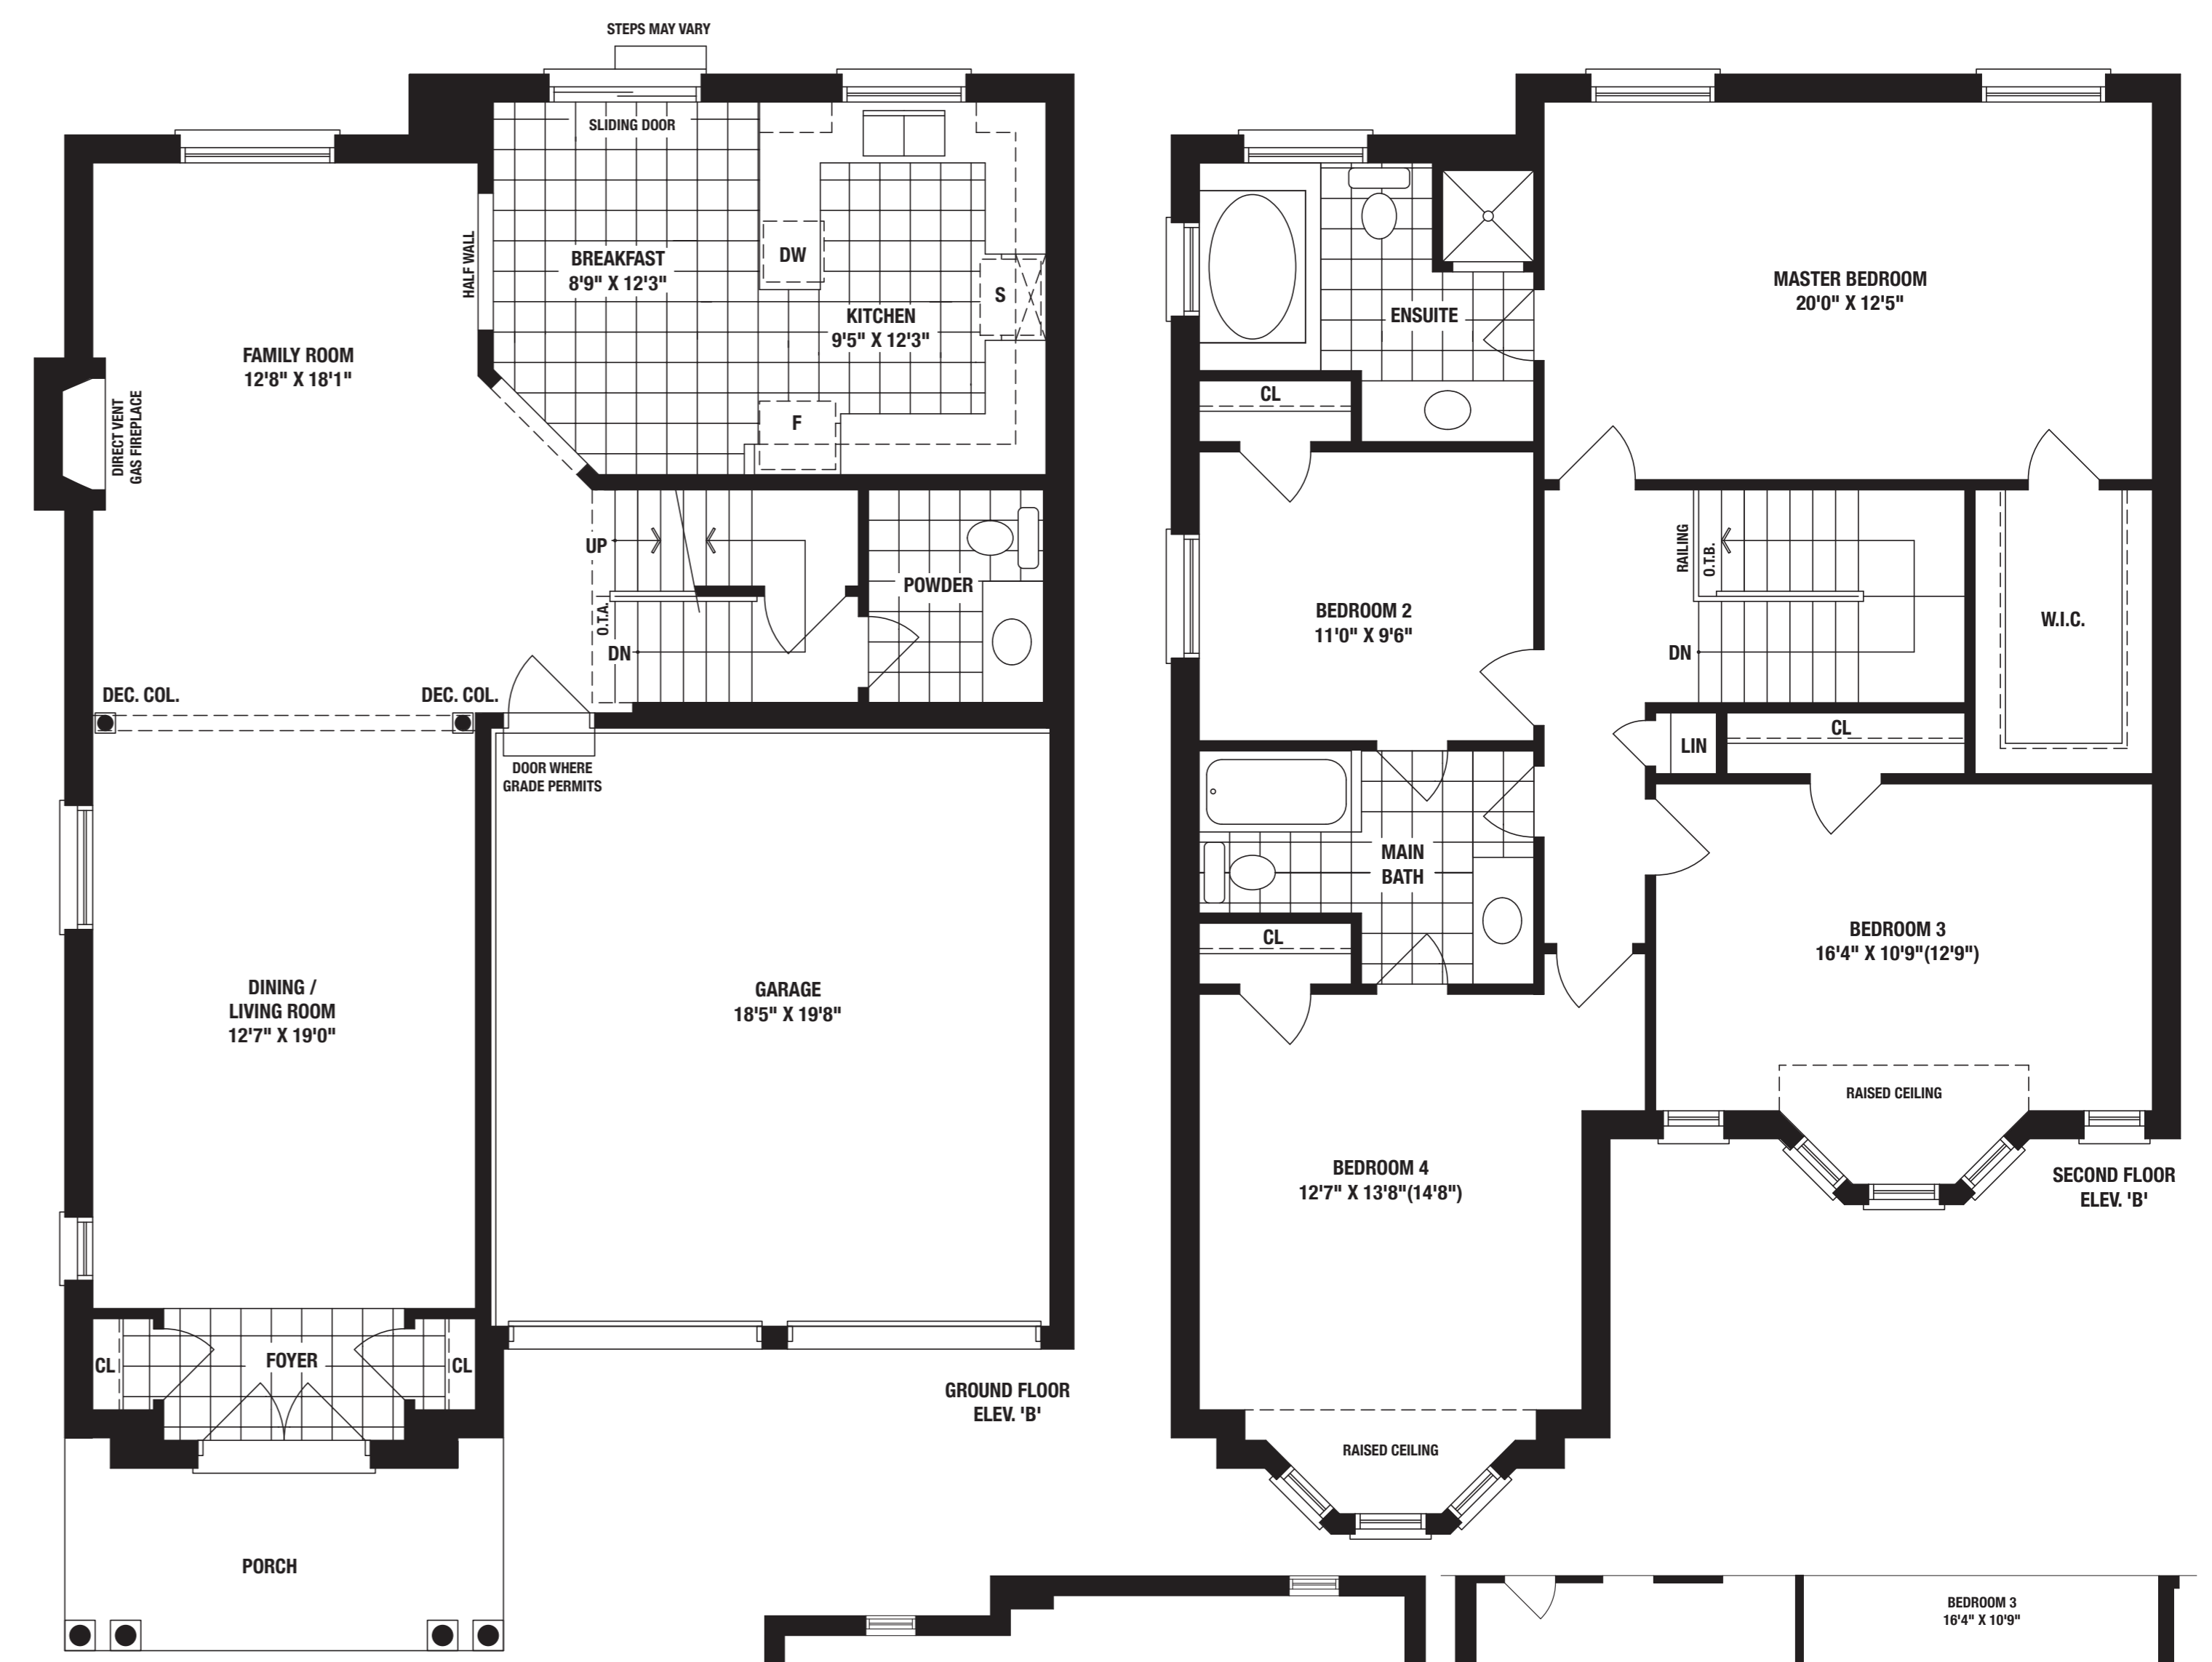 STEPS MAY VARY
SLIDING DOOR
HALF WALL
BREAKFAST
8'9" X 12'3"
DW
S
KITCHEN
9'5" X 12'3"
F
FAMILY ROOM
12'8" X 18'1"
DIRECT VENT
GAS FIREPLACE
UP
O.T.A.
DN
POWDER
DEC. COL.
DEC. COL.
DOOR WHERE
GRADE PERMITS
DINING /
LIVING ROOM
12'7" X 19'0"
GARAGE
18'5" X 19'8"
CL
FOYER
CL
GROUND FLOOR
ELEV. 'B'
PORCH
MASTER BEDROOM
20'0" X 12'5"
ENSUITE
CL
RAILING
O.T.B.
DN
W.I.C.
BEDROOM 2
11'0" X 9'6"
LIN
CL
MAIN
BATH
CL
BEDROOM 3
16'4" X 10'9"(12'9")
RAISED CEILING
BEDROOM 4
12'7" X 13'8"(14'8")
SECOND FLOOR
ELEV. 'B'
RAISED CEILING
BEDROOM 3
16'4" X 10'9"